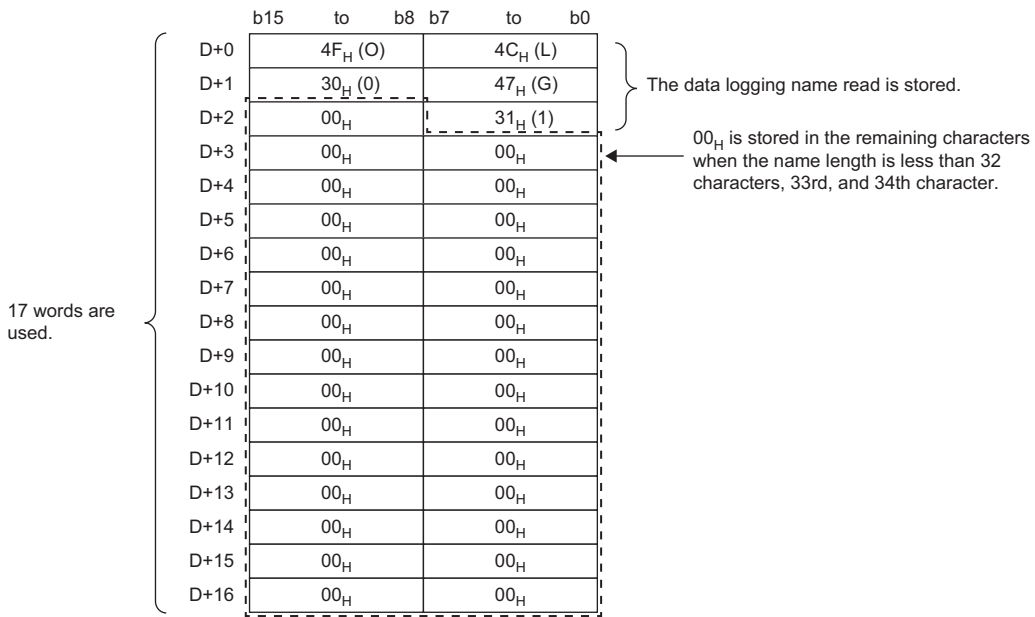 b15 to b8 b7 to b0
D+0 4FH (O) 4CH (L)
D+1 30H (0) 47H (G)
The data logging name read is stored.
D+2 00H 31H (1)
00H is stored in the remaining characters
when the name length is less than 32
characters, 33rd, and 34th character.
D+3 00H 00H
D+4 00H 00H
D+5 00H 00H
D+6 00H 00H
D+7 00H 00H
17 words are
used.
D+8 00H 00H
D+9 00H 00H
D+10 00H 00H
D+11 00H 00H
D+12 00H 00H
D+13 00H 00H
D+14 00H 00H
D+15 00H 00H
D+16 00H 00H